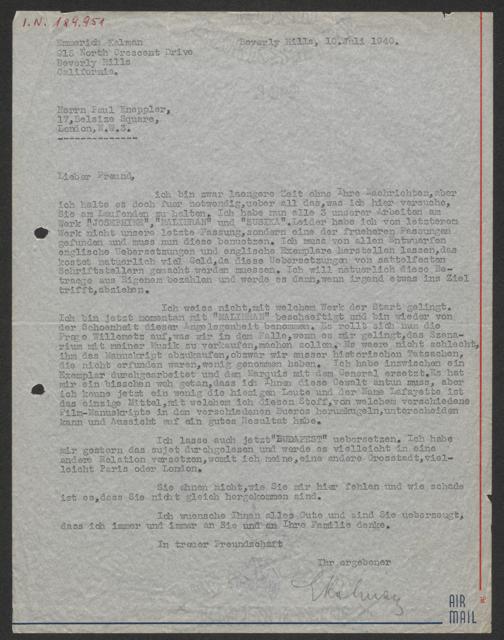 I.N. 189.951
Emmerich Kalman
Beverly Hills, 10.Juli 1940.
915 North Crescent Drive
Beverly Hills
California.
Herrn Paul Knepler,
17,Belsize Square,
London,N.W.3.
Lieber Freund,
ich bin zwar laengere Zeit ohne Ihre Nachrichten,aber
ich halte es doch fuer notwendig,ueber all das,was ich hier versuche,
Sie am Laufenden zu halten. Ich habe nun alle 3 unserer Arbeiten am
Werk "JOSEPHINE","MALIBRAN" und "SUSIKA".Leider habe ich von letzterem
Werk nicht unsere letzte Fassung,sondern eine der frueheren Fassungen
gefunden und muss nun diese benuetzen. Ich muss von allen Entwuerfen
englische Uebersetzungen und englische Exemplare herstellen lassen,das
kostet natuerlich viel Geld,da diese Uebersetzungen von sattelfesten
Schriftstellern gemacht werden muessen. Ich will natuerlich diese Be-
traege aus Eigenem bezahlen und werde es dann,wenn irgend etwas ins Ziel
trifft,abziehen.
Ich weiss nicht,mit welchem Werk der Start gelingt.
Ich bin jetzt momentan mit "MALIBRAN" beschaeftigt und bin wieder von
der Schoenheit dieser Angelegenheit benommen. Es rollt sich nun die
Frage Willemetz auf,was wir in dem Falle,wenn es mir gelingt,das Szena-
rium mit meiner Musik zu verkaufen,machen sollen. Es waere nicht schlecht,
ihm das Manuskript abzukaufen,obzwar wir ausser historischen Tatsachen,
die nicht erfunden waren,wenig genommen haben. Ich habe inzwischen ein
Exemplar durchgearbeitet und den Marquis mit dem General ersetzt.Es hat
mir ein bisschen weh getan,dass ich Ihnen diese Gewalt antun muss, aber
ich kenne jetzt ein wenig die hiesigen Leute und der Name Lafayette ist
das einzige Mittel,mit welchem ich diesen Stoff,von welchem verschiedene
Film-Manuskripte in den verschiedenen Bueros herumkugeln,unterscheiden
kann und Aussicht auf ein gutes Resultat habe.
Ich lasse auch jetzt"BUDAPEST" uebersetzen. Ich habe
mir gestern das sujet durchgelesen und werde es vielleicht in eine
andere Relation versetzen,womit ich meine,eine andere Grosstadt,viel-
leicht Paris oder London.
Sie ahnen nicht,wie Sie mir hier fehlen und wie schade
ist es,dass Sie nicht gleich hergekommen sind.
Ich wuensche Ihnen alles Gute und sind Sie ueberzeugt,
dass ich immer und immer an Sie und an Ihre Familie denke.
In treuer Freundschaft
Ihr ergebener
EKalman
AIR
MAIL